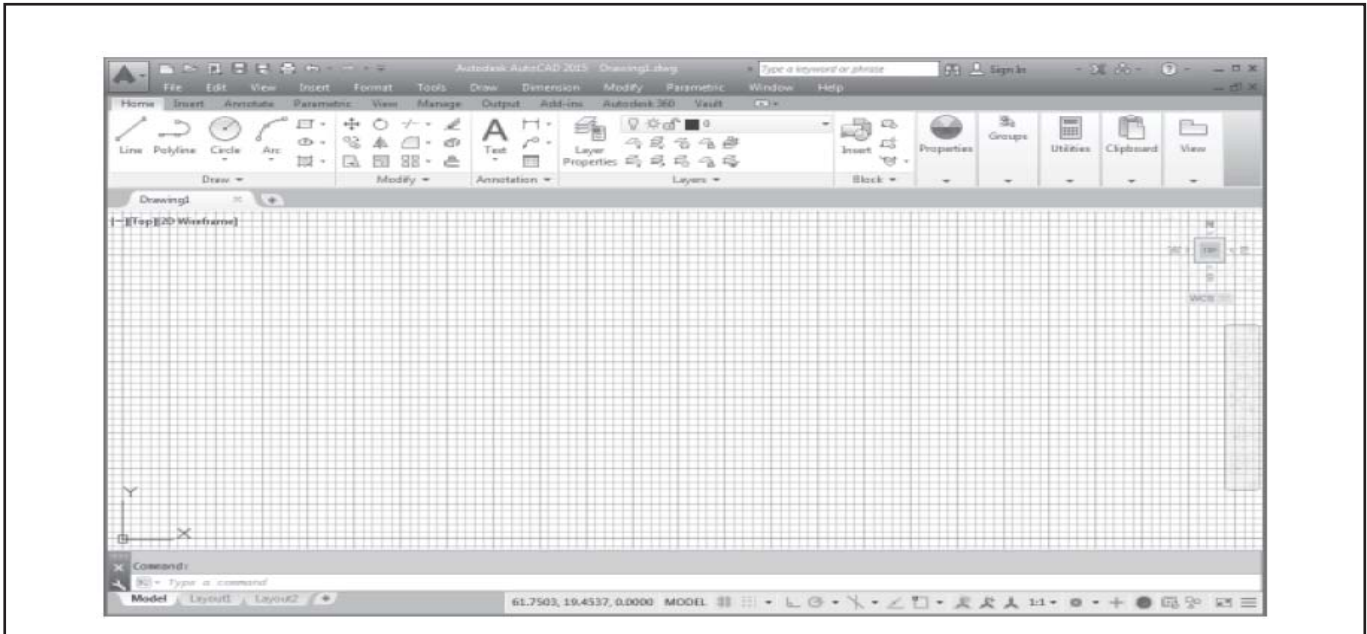 Autodesk AutoCAD 2015 Drawing1.dwg Type a keyword or phrase Sign In
File Edit View Insert Format Tools Draw Dimension Modify Parametric Window Help
Home Insert Annotate Parametric View Manage Output Add-ins Autodesk 360 Vault
Line Polyline Circle Arc Text Layer Properties 0 Insert Properties Groups Utilities Clipboard View
Draw Modify Annotation Layers Block
Drawing1
[-][Top][2D Wireframe]
TOP
WCS
Y
X
Command:
Type a command
Model Layout1 Layout2 61.7503, 19.4537, 0.0000 MODEL 1:1